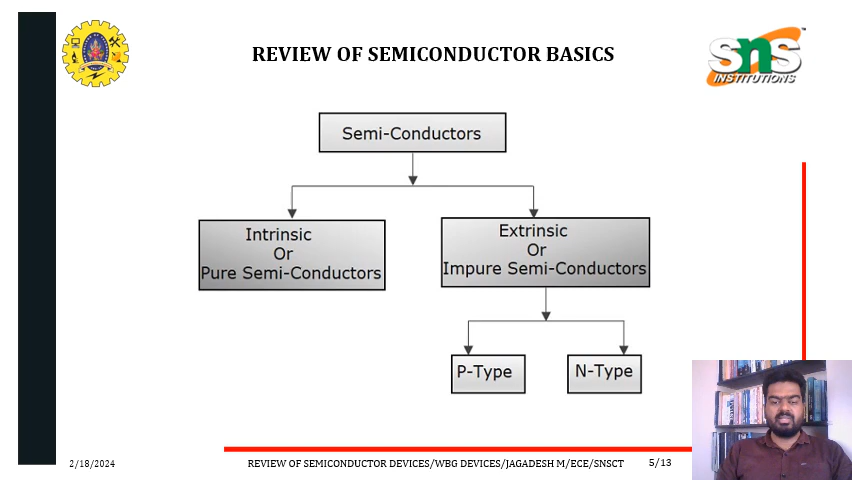 REVIEW OF SEMICONDUCTOR BASICS
SNS
INSTITUTIONS
Semi-Conductors
Intrinsic
Or
Pure Semi-Conductors
Extrinsic
Or
Impure Semi-Conductors
P-Type
N-Type
2/18/2024
REVIEW OF SEMICONDUCTOR DEVICES/WBG DEVICES/JAGADESH M/ECE/SNSCT
5/13